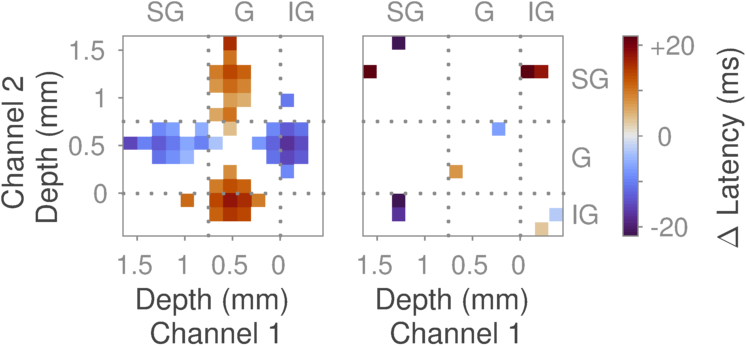 SG G IG SG G IG
1.5
1
0.5
0
Channel 2
Depth (mm)
SG
G
IG
+20
0
-20
Δ Latency (ms)
1.5 1 0.5 0 1.5 1 0.5 0
Depth (mm) Depth (mm)
Channel 1 Channel 1